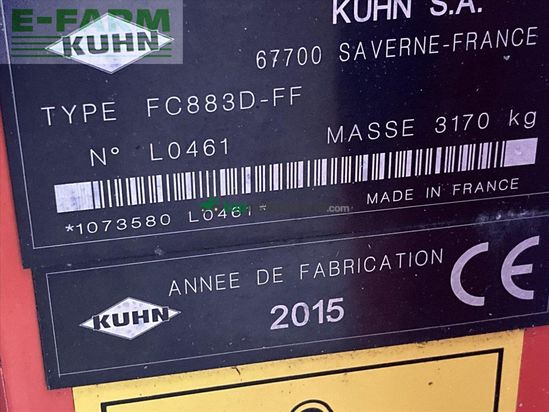 E-FARM
KUHN
KUHN S.A.
67700 SAVERNE-FRANCE
TYPE FC883D-FF
N° L0461 MASSE 3170 kg
*1073580 L0461*
MADE IN FRANCE
KUHN
ANNEE DE FABRICATION
2015
CE